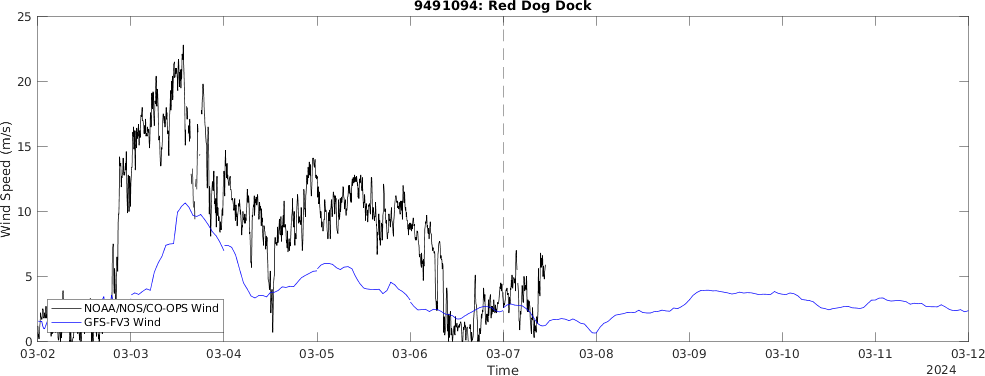 9491094: Red Dog Dock
25
20
15
10
5
0
Wind Speed (m/s)
NOAA/NOS/CO-OPS Wind
GFS-FV3 Wind
03-02 03-03 03-04 03-05 03-06 03-07 03-08 03-09 03-10 03-11 03-12
Time
2024